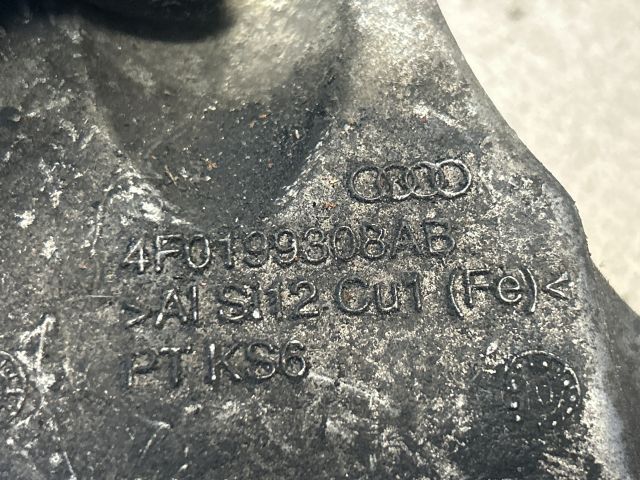 4F0199308AB
>Al Si12 Cu1 (Fe)<
PT KS6